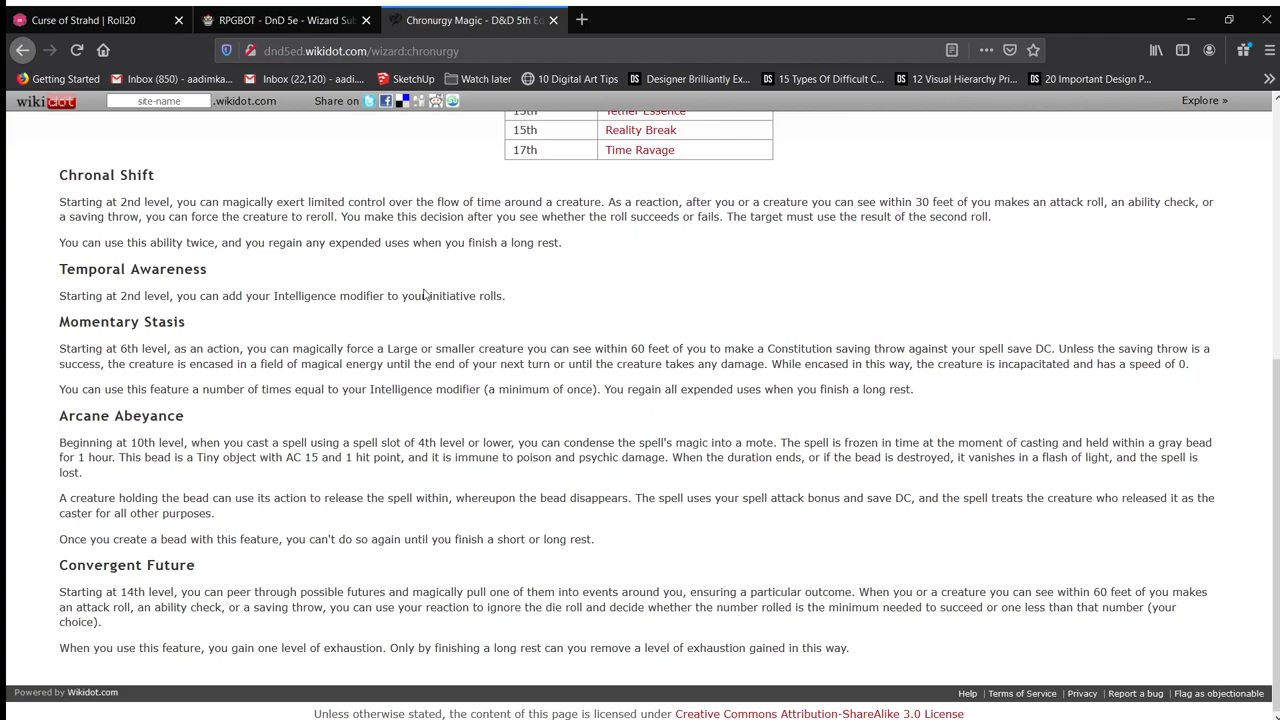 Curse of Strahd | Roll20
RPGBOT - DnD 5e - Wizard Sub
Chronurgy Magic - D&D 5th Ed
dnd5ed.wikidot.com/wizard:chronurgy
Getting Started
Inbox (850) - aadimka...
Inbox (22,120) - aadi...
SketchUp
Watch later
10 Digital Art Tips
Designer Brilliantly Ex...
15 Types Of Difficult C...
12 Visual Hierarchy Pri...
20 Important Design P...
wikidot
site-name
.wikidot.com
Share on
Explore »
15th Tether Essence
15th Reality Break
17th Time Ravage
Chronal Shift
Starting at 2nd level, you can magically exert limited control over the flow of time around a creature. As a reaction, after you or a creature you can see within 30 feet of you makes an attack roll, an ability check, or
a saving throw, you can force the creature to reroll. You make this decision after you see whether the roll succeeds or fails. The target must use the result of the second roll.
You can use this ability twice, and you regain any expended uses when you finish a long rest.
Temporal Awareness
Starting at 2nd level, you can add your Intelligence modifier to your initiative rolls.
Momentary Stasis
Starting at 6th level, as an action, you can magically force a Large or smaller creature you can see within 60 feet of you to make a Constitution saving throw against your spell save DC. Unless the saving throw is a
success, the creature is encased in a field of magical energy until the end of your next turn or until the creature takes any damage. While encased in this way, the creature is incapacitated and has a speed of 0.
You can use this feature a number of times equal to your Intelligence modifier (a minimum of once). You regain all expended uses when you finish a long rest.
Arcane Abeyance
Beginning at 10th level, when you cast a spell using a spell slot of 4th level or lower, you can condense the spell's magic into a mote. The spell is frozen in time at the moment of casting and held within a gray bead
for 1 hour. This bead is a Tiny object with AC 15 and 1 hit point, and it is immune to poison and psychic damage. When the duration ends, or if the bead is destroyed, it vanishes in a flash of light, and the spell is
lost.
A creature holding the bead can use its action to release the spell within, whereupon the bead disappears. The spell uses your spell attack bonus and save DC, and the spell treats the creature who released it as the
caster for all other purposes.
Once you create a bead with this feature, you can't do so again until you finish a short or long rest.
Convergent Future
Starting at 14th level, you can peer through possible futures and magically pull one of them into events around you, ensuring a particular outcome. When you or a creature you can see within 60 feet of you makes
an attack roll, an ability check, or a saving throw, you can use your reaction to ignore the die roll and decide whether the number rolled is the minimum needed to succeed or one less than that number (your
choice).
When you use this feature, you gain one level of exhaustion. Only by finishing a long rest can you remove a level of exhaustion gained in this way.
Powered by Wikidot.com
Help | Terms of Service | Privacy | Report a bug | Flag as objectionable
Unless otherwise stated, the content of this page is licensed under Creative Commons Attribution-ShareAlike 3.0 License